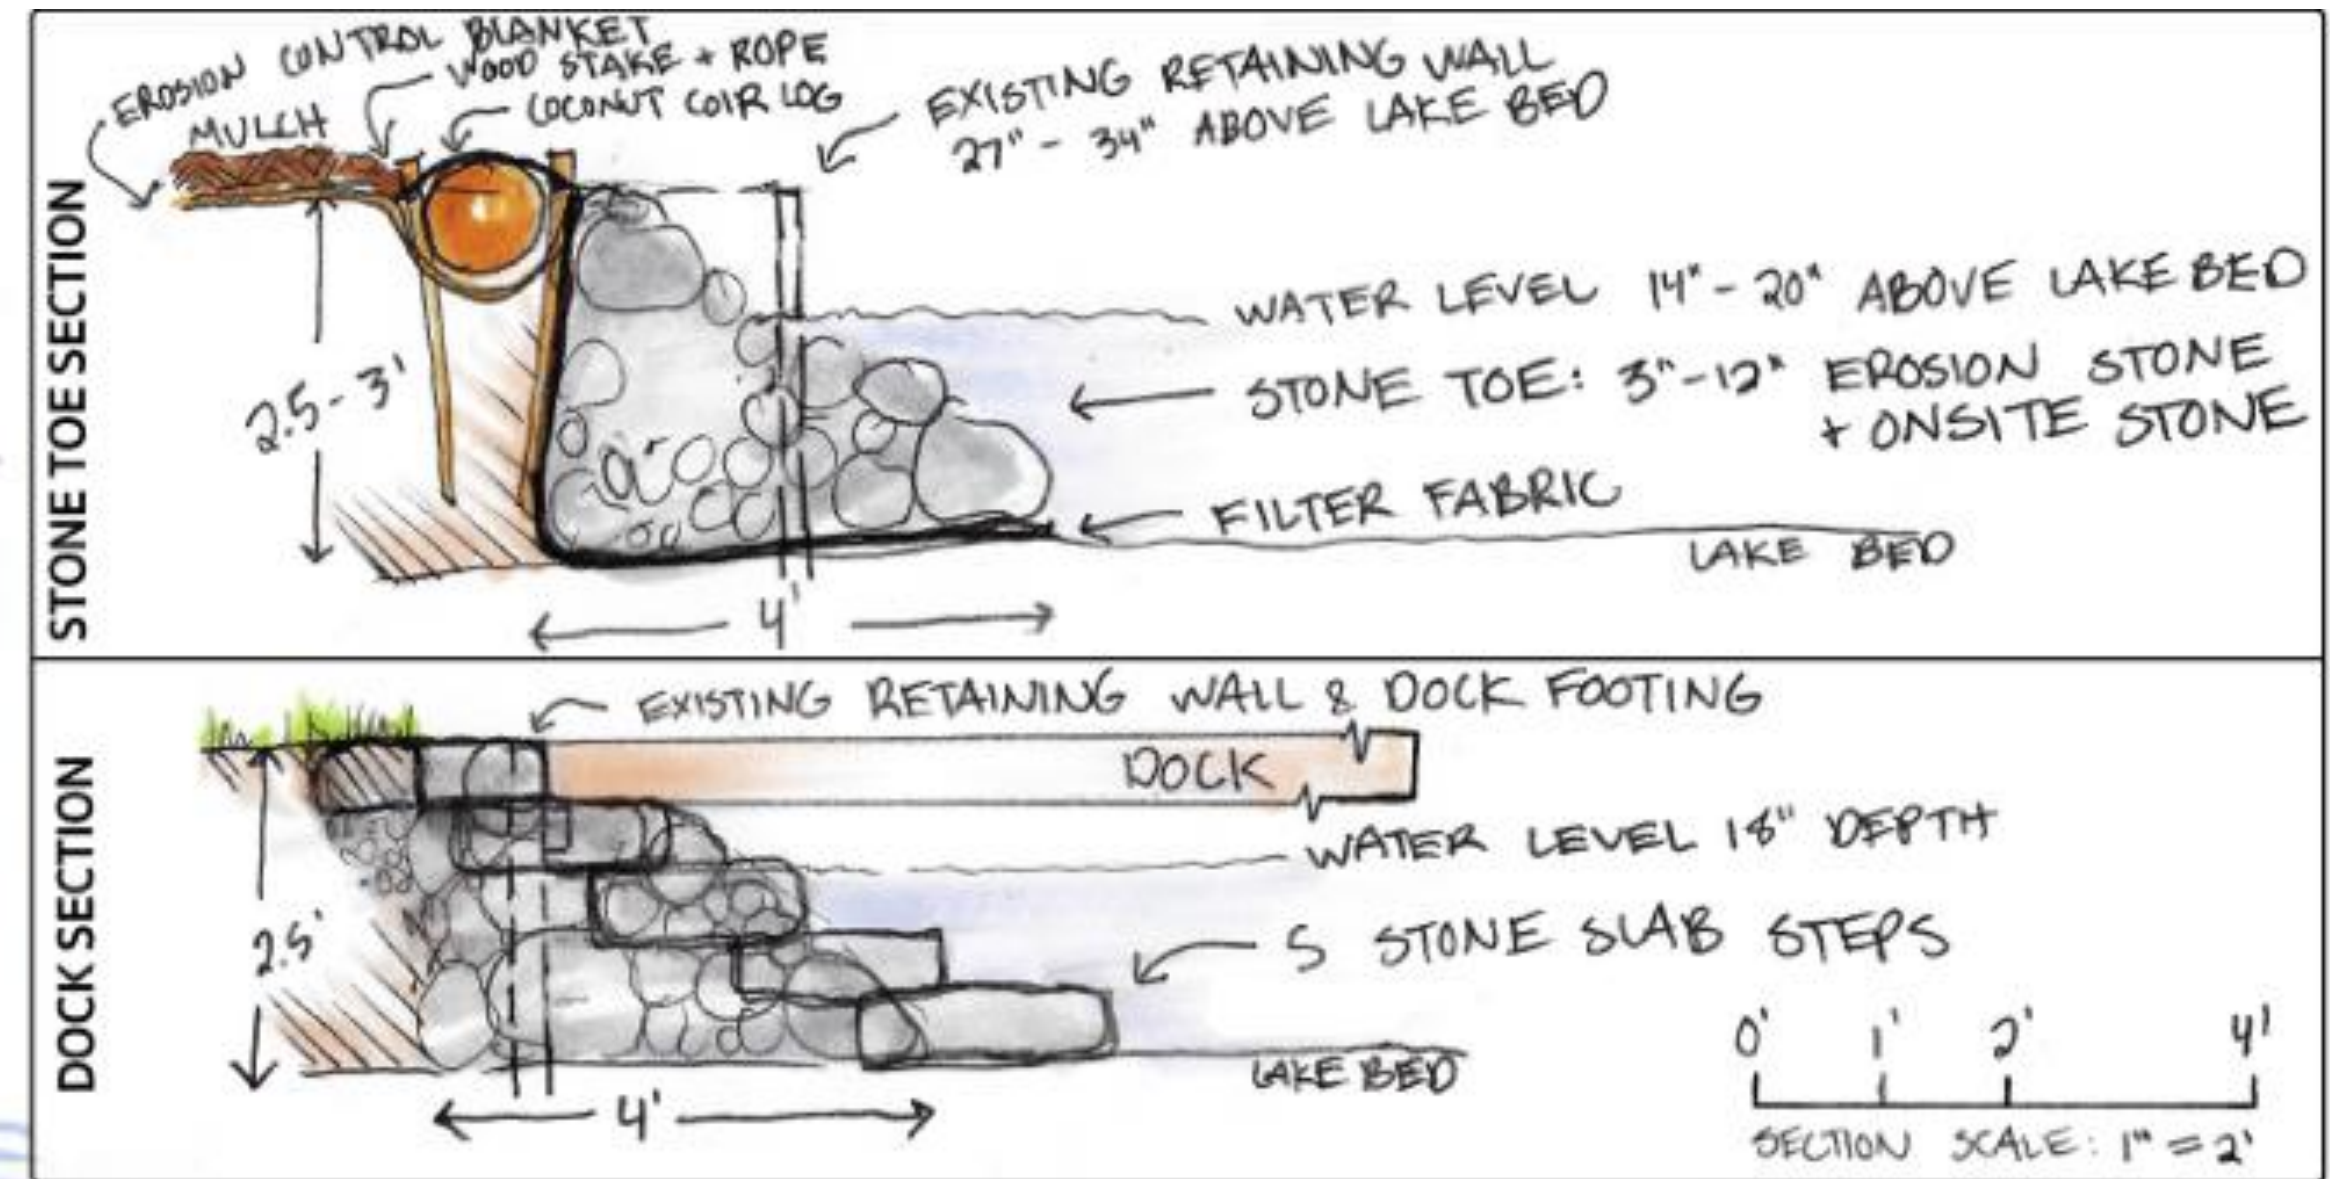 STONE TOE SECTION
EROSION CONTROL BLANKET
MULCH
WOOD STAKE + ROPE
COCONUT COIR LOG
EXISTING RETAINING WALL
27" - 34" ABOVE LAKE BED
WATER LEVEL 14" - 20" ABOVE LAKE BED
STONE TOE: 3" - 12" EROSION STONE
+ ONSITE STONE
FILTER FABRIC
LAKE BED
2.5 - 3'
4'
DOCK SECTION
EXISTING RETAINING WALL & DOCK FOOTING
DOCK
WATER LEVEL 18" DEPTH
5 STONE SLAB STEPS
2.5'
LAKE BED
4'
0' 1' 2' 4'
SECTION SCALE: 1" = 2'